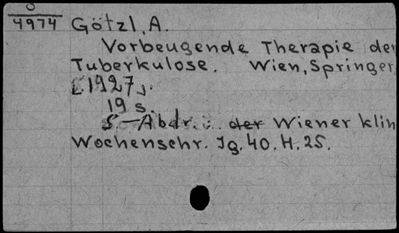 O
4974
Götzl, A.
Vorbeugende Therapie der
Tuberkulose. Wien, Springer
[1927].
19 s.
S.-Abdr. der Wiener klin
Wochenschr. Jg. 40. H. 25.